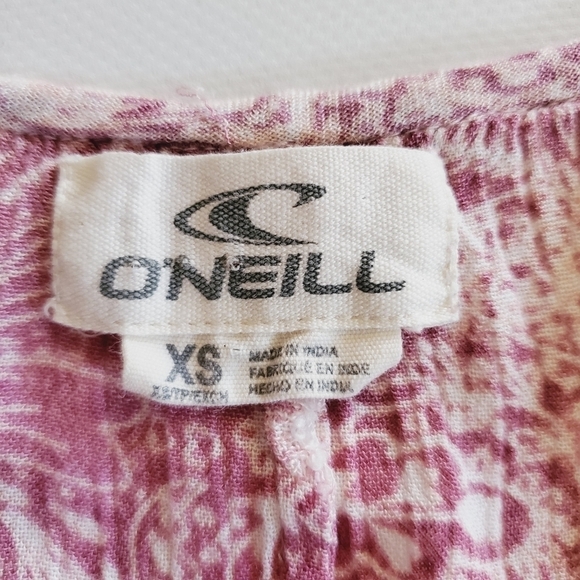 O'NEILL
XS
MADE IN INDIA
FABRIQUÉ EN INDE
HECHO EN INDIA